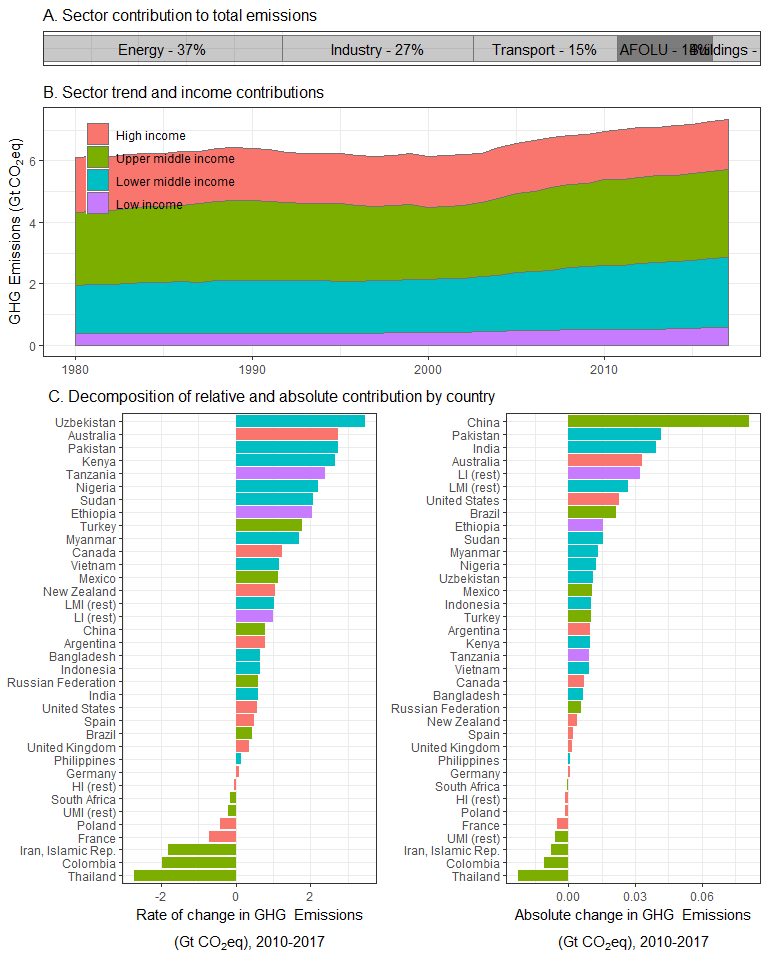 A. Sector contribution to total emissions
Energy - 37%
Industry - 27%
Transport - 15%
AFOLU - 14%
Buildings -
B. Sector trend and income contributions
GHG Emissions (Gt CO2eq)
High income
Upper middle income
Lower middle income
Low income
6
4
2
0
1980 1990 2000 2010
C. Decomposition of relative and absolute contribution by country
Uzbekistan
Australia
Pakistan
Kenya
Tanzania
Nigeria
Sudan
Ethiopia
Turkey
Myanmar
Canada
Vietnam
Mexico
New Zealand
LMI (rest)
LI (rest)
China
Argentina
Bangladesh
Indonesia
Russian Federation
India
United States
Spain
Brazil
United Kingdom
Philippines
Germany
HI (rest)
South Africa
UMI (rest)
Poland
France
Iran, Islamic Rep.
Colombia
Thailand
-2 0 2
Rate of change in GHG Emissions
(Gt CO2eq), 2010-2017
China
Pakistan
India
Australia
LI (rest)
LMI (rest)
United States
Brazil
Ethiopia
Sudan
Myanmar
Nigeria
Uzbekistan
Mexico
Indonesia
Turkey
Argentina
Kenya
Tanzania
Vietnam
Canada
Bangladesh
Russian Federation
New Zealand
Spain
United Kingdom
Philippines
Germany
South Africa
HI (rest)
Poland
France
UMI (rest)
Iran, Islamic Rep.
Colombia
Thailand
0.00 0.03 0.06
Absolute change in GHG Emissions
(Gt CO2eq), 2010-2017